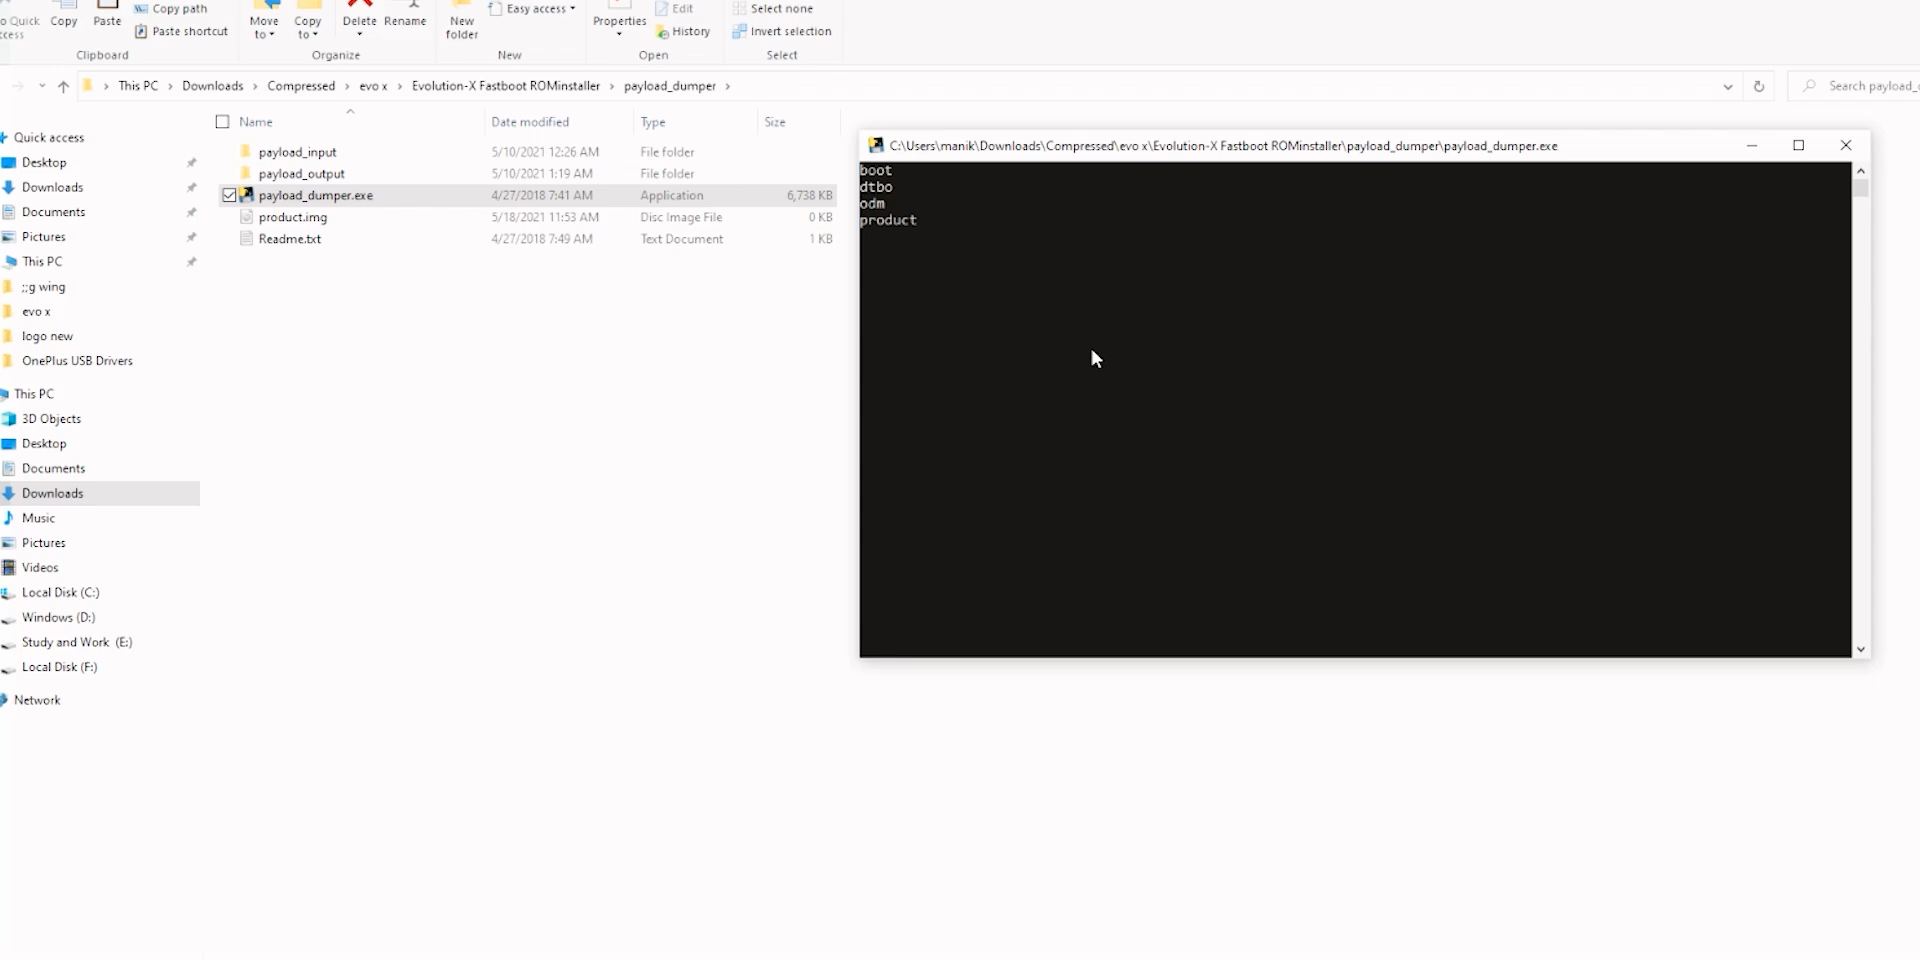 Copy path
Easy access
Edit
Select none
Quick
Copy
Paste
Paste shortcut
Move
to
Copy
to
Delete
Rename
New
folder
Properties
History
Invert selection
Clipboard
Organize
New
Open
Select
This PC > Downloads > Compressed > evo x > Evolution-X Fastboot ROMinstaller > payload_dumper >
Search payload_
Name Date modified Type Size
payload_input 5/10/2021 12:26 AM File folder
payload_output 5/10/2021 1:19 AM File folder
payload_dumper.exe 4/27/2018 7:41 AM Application 6,738 KB
product.img 5/18/2021 11:53 AM Disc Image File 0 KB
Readme.txt 4/27/2018 7:49 AM Text Document 1 KB
Quick access
Desktop
Downloads
Documents
Pictures
This PC
;;g wing
evo x
logo new
OnePlus USB Drivers
This PC
3D Objects
Desktop
Documents
Downloads
Music
Pictures
Videos
Local Disk (C:)
Windows (D:)
Study and Work (E:)
Local Disk (F:)
Network
C:\Users\manik\Downloads\Compressed\evo x\Evolution-X Fastboot ROMinstaller\payload_dumper\payload_dumper.exe
boot
dtbo
odm
product